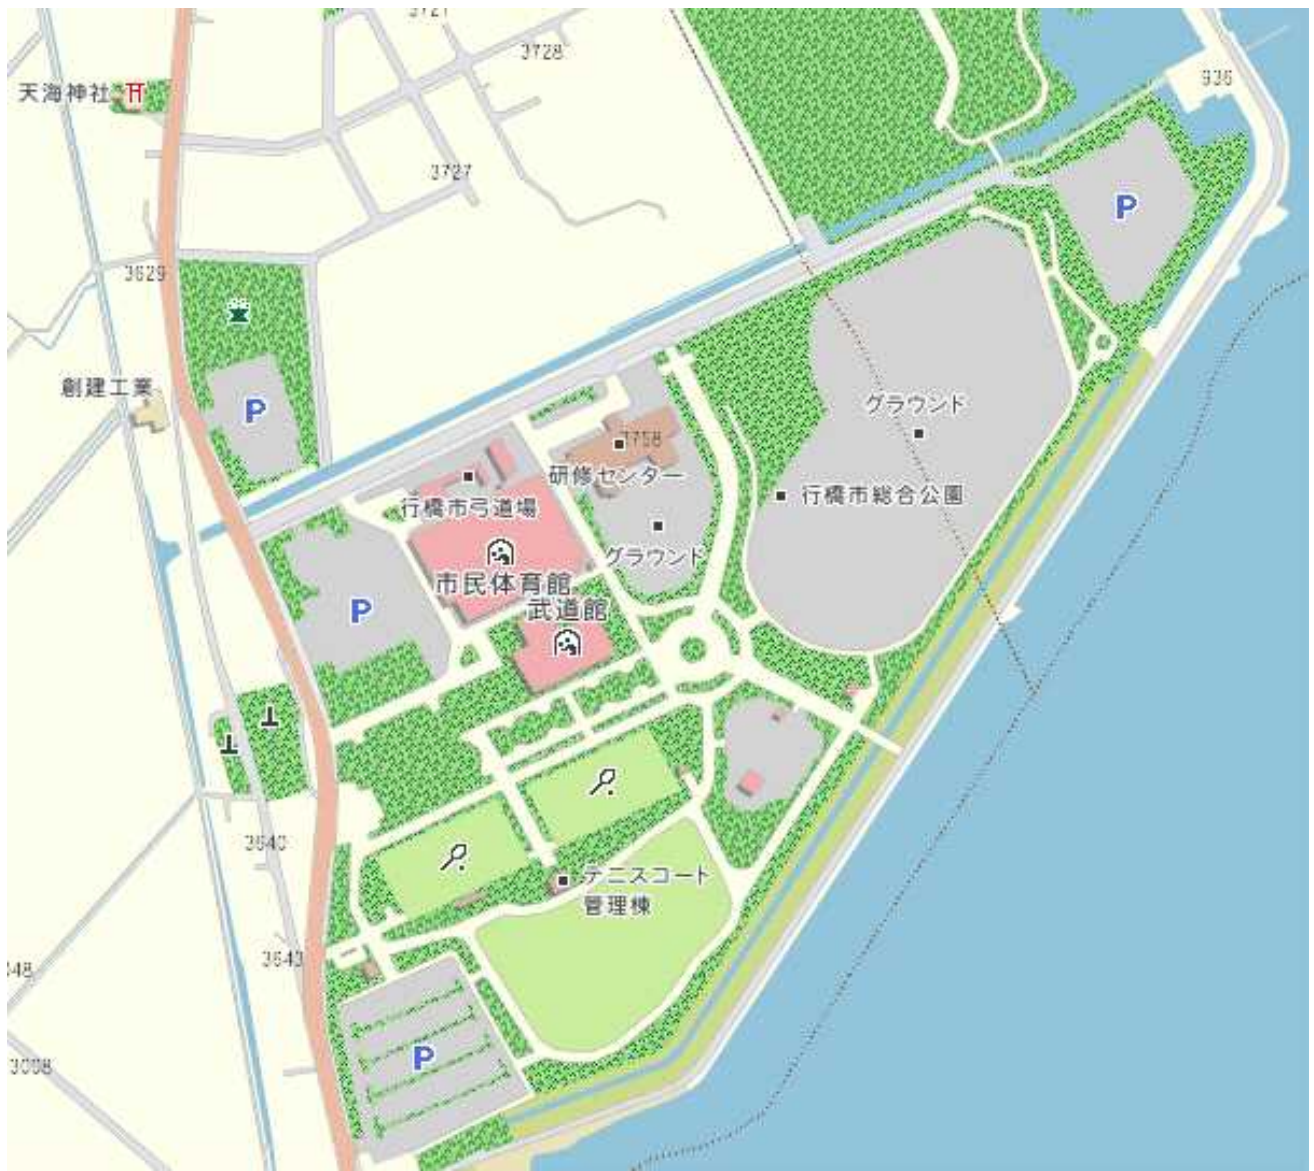 3728
936
天海神社
3727
P
3629
創建工業
P
グラウンド
3758
研修センター
行橋市総合公園
行橋市弓道場
グラウンド
市民体育館
武道館
P
3640
テニスコート
管理棟
3643
P